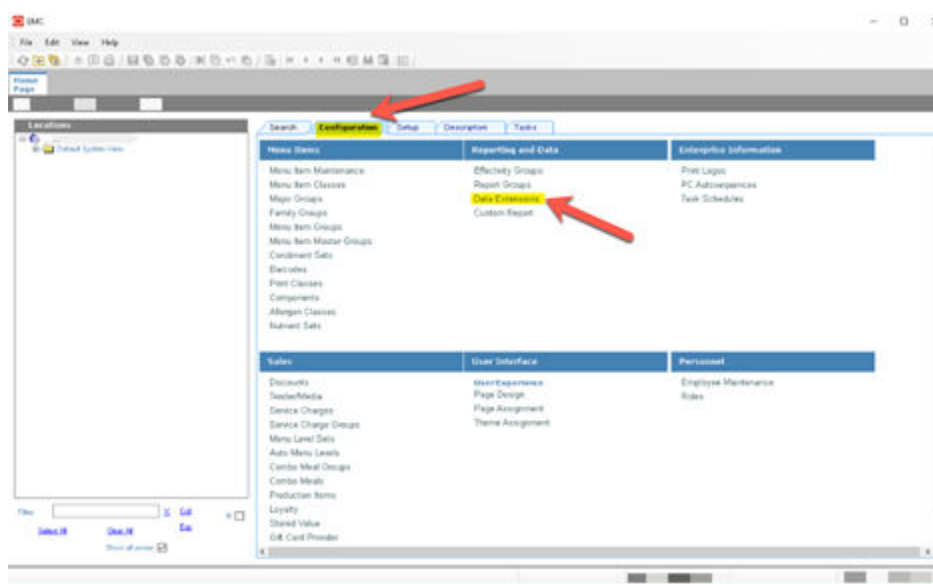 EMC
File Edit View Help
Home Page
Locations
Default System View
Search Configuration Setup Description Tasks
Menu Items
Menu Item Maintenance
Menu Item Classes
Major Groups
Family Groups
Menu Item Groups
Menu Item Master Groups
Condiment Sets
Barcodes
Print Classes
Components
Allergen Classes
Nutrient Sets
Reporting and Data
Effectivity Groups
Report Groups
Data Extensions
Custom Report
Enterprise Information
Print Logos
PC Autosequences
Task Schedules
Sales
Discounts
Tender/Media
Service Charges
Service Charge Groups
Menu Level Sets
Auto Menu Levels
Combo Meal Groups
Combo Meals
Production Items
Loyalty
Stored Value
Gift Card Provider
User Interface
User Experience
Page Design
Page Assignment
Theme Assignment
Personnel
Employee Maintenance
Roles
Filter
Select All Clear All